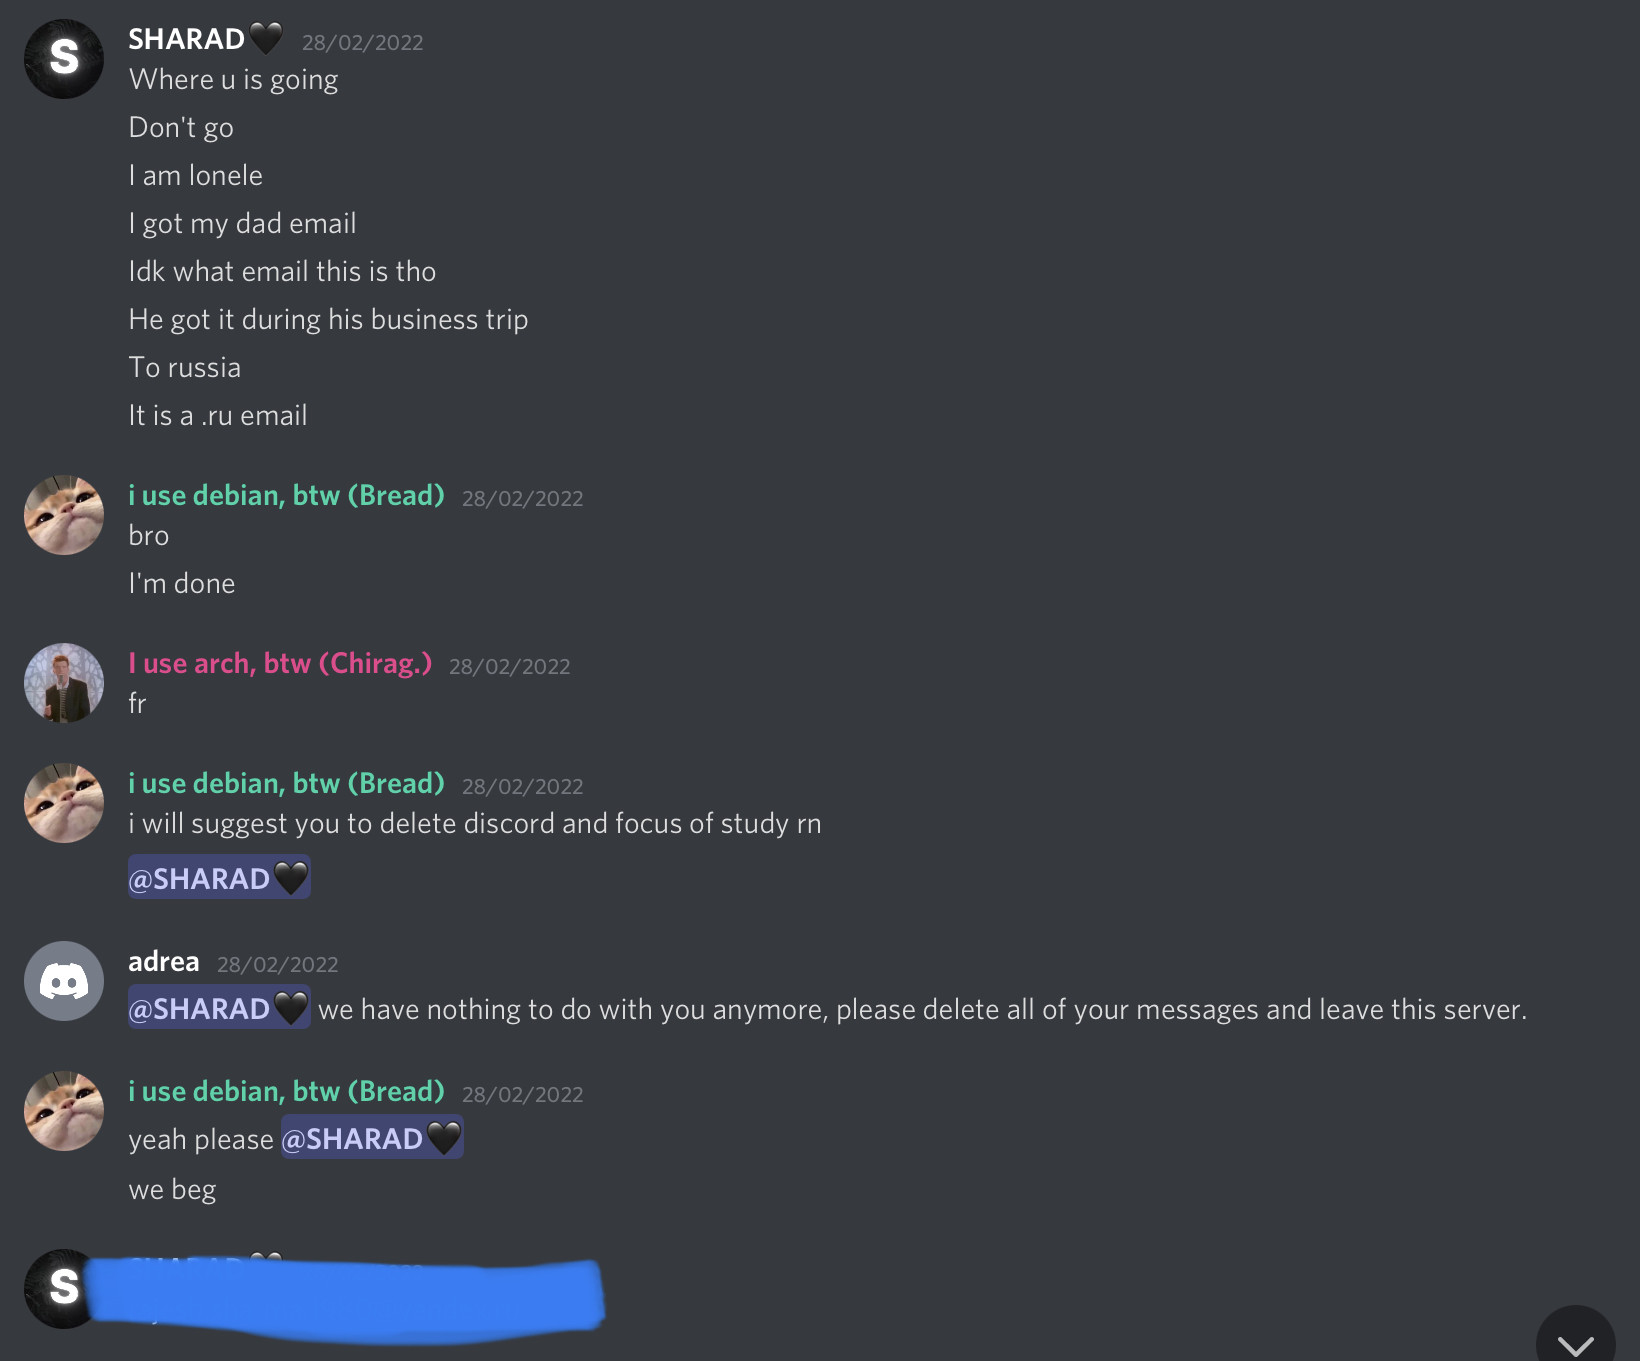 SHARAD🖤 28/02/2022
Where u is going
Don't go
I am lonele
I got my dad email
Idk what email this is tho
He got it during his business trip
To russia
It is a .ru email
i use debian, btw (Bread) 28/02/2022
bro
I'm done
I use arch, btw (Chirag.) 28/02/2022
fr
i use debian, btw (Bread) 28/02/2022
i will suggest you to delete discord and focus of study rn
@SHARAD🖤
adrea 28/02/2022
@SHARAD🖤 we have nothing to do with you anymore, please delete all of your messages and leave this server.
i use debian, btw (Bread) 28/02/2022
yeah please @SHARAD🖤
we beg